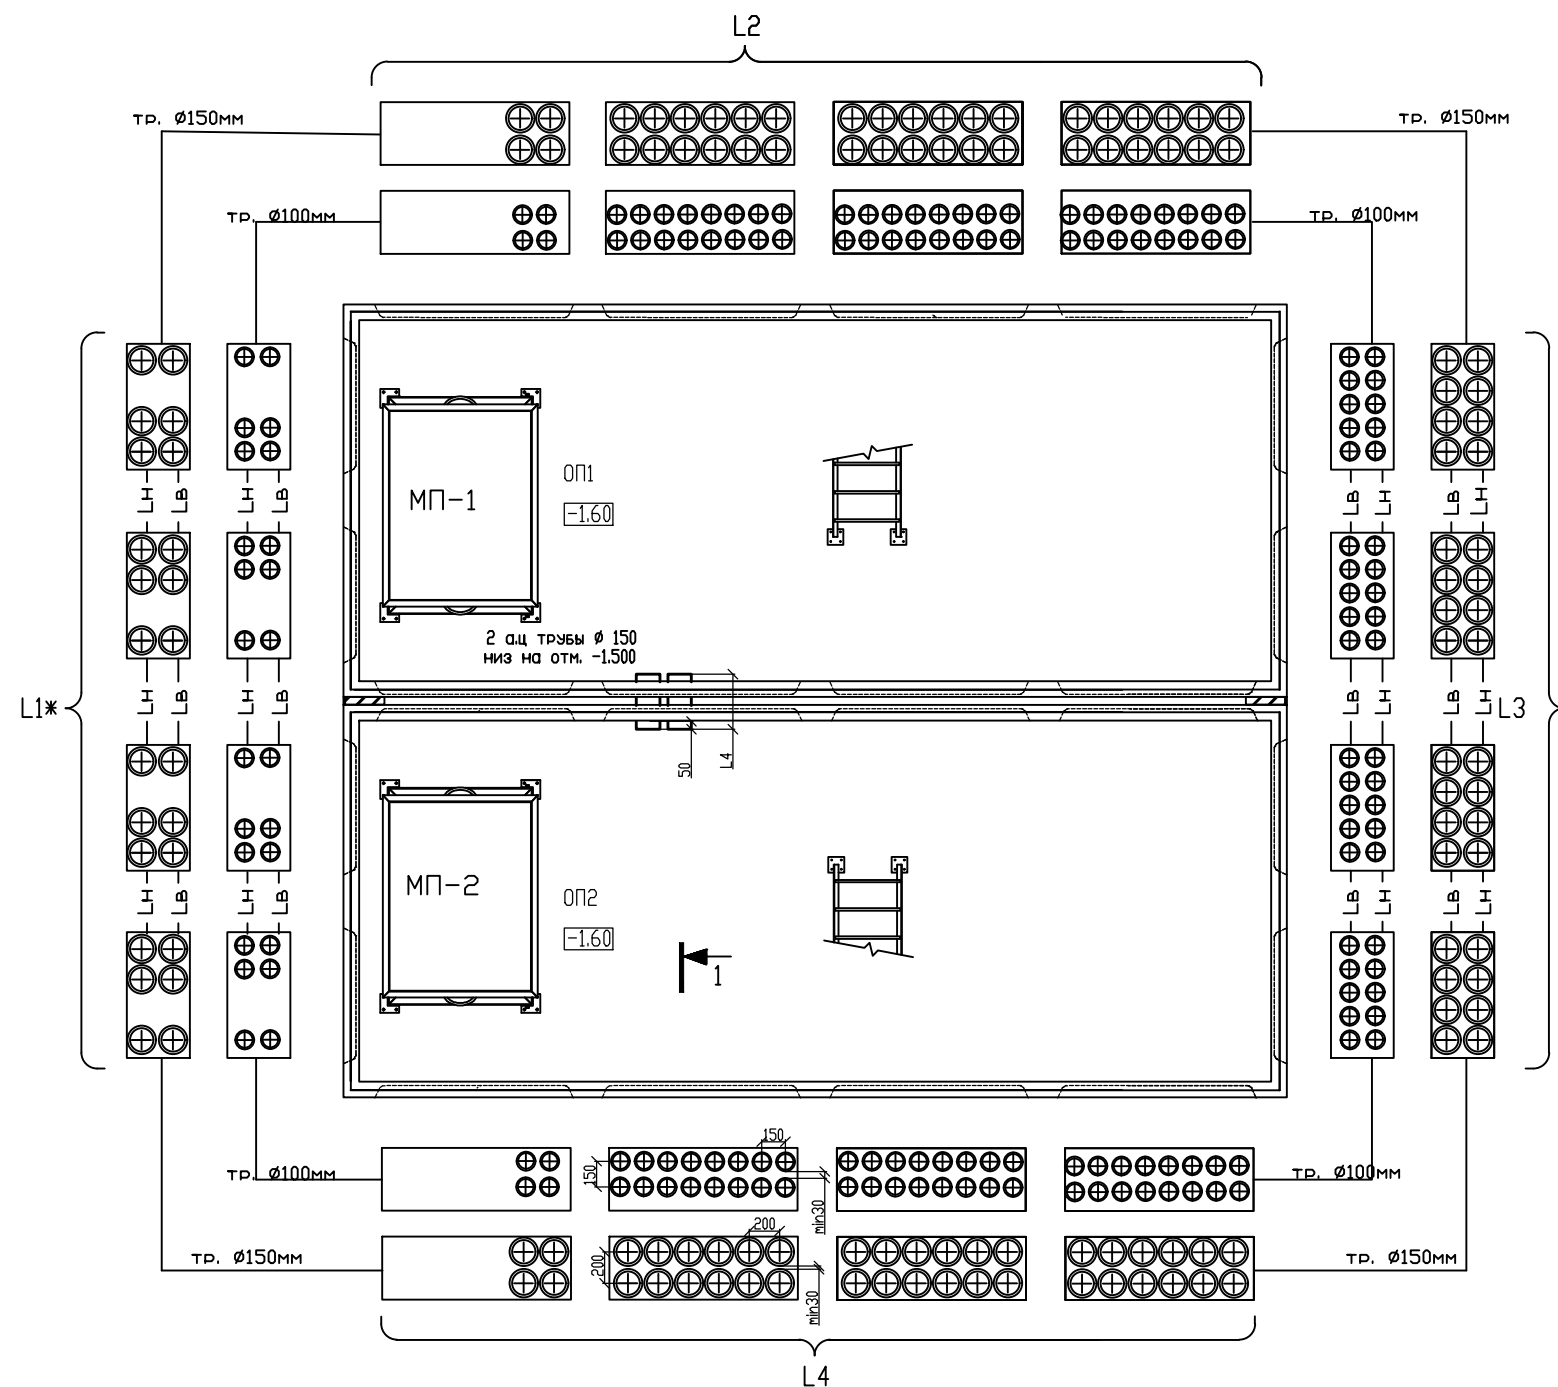 L2
тр. Ø150мм
тр. Ø150мм
тр. Ø100мм
тр. Ø100мм
LН
LВ
LН
LВ
МП-1
ОП1
-1.60
LВ
LН
LВ
LН
2 а.ц трубы Ø 150
низ на отм. -1.500
L1*
LН
LВ
LН
LВ
LВ
LН
LВ
LН
L3
50
L4
LН
LВ
LН
LВ
МП-2
ОП2
-1.60
1
LВ
LН
LВ
LН
150
150
min30
тр. Ø100мм
тр. Ø100мм
200
200
min30
тр. Ø150мм
тр. Ø150мм
L4